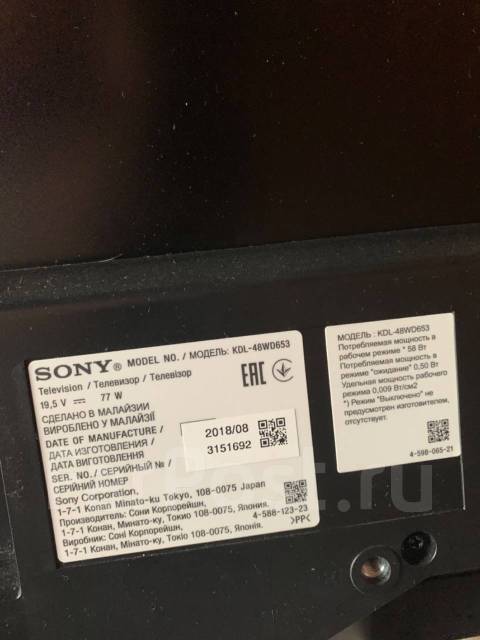 SONY® MODEL NO. / МОДЕЛЬ: KDL-48WD653
Television / Телевизор / Телевізор
19,5 V ⎓ 77 W
EAC
СДЕЛАНО В МАЛАЙЗИИ
ВИРОБЛЕНО У МАЛАЙЗІЇ
DATE OF MANUFACTURE /
ДАТА ИЗГОТОВЛЕНИЯ /
ДАТА ВИГОТОВЛЕННЯ
2018/08
SER. NO. / СЕРИЙНЫЙ № /
СЕРІЙНИЙ НОМЕР
3151692
Sony Corporation,
1-7-1 Konan Minato-ku Tokyo, 108-0075 Japan
Производитель: Сони Корпорейшн,
1-7-1 Конан, Минато-ку, Токио 108-0075, Япония.
Виробник: Соні Корпорейшн,
1-7-1 Конан, Мінато-ку, Токіо 108-0075, Японія.
4-588-123-23
>PP<
МОДЕЛЬ : KDL-48WD653
Потребляемая мощность в
рабочем режиме * 58 Вт
Потребляемая мощность в
режиме "ожидание" 0,50 Вт
Удельная мощность рабочего
режима 0,009 Вт/cm2
*) Режим "Выключено" не
предусмотрен изготовителем,
отсутствует.
4-598-065-21